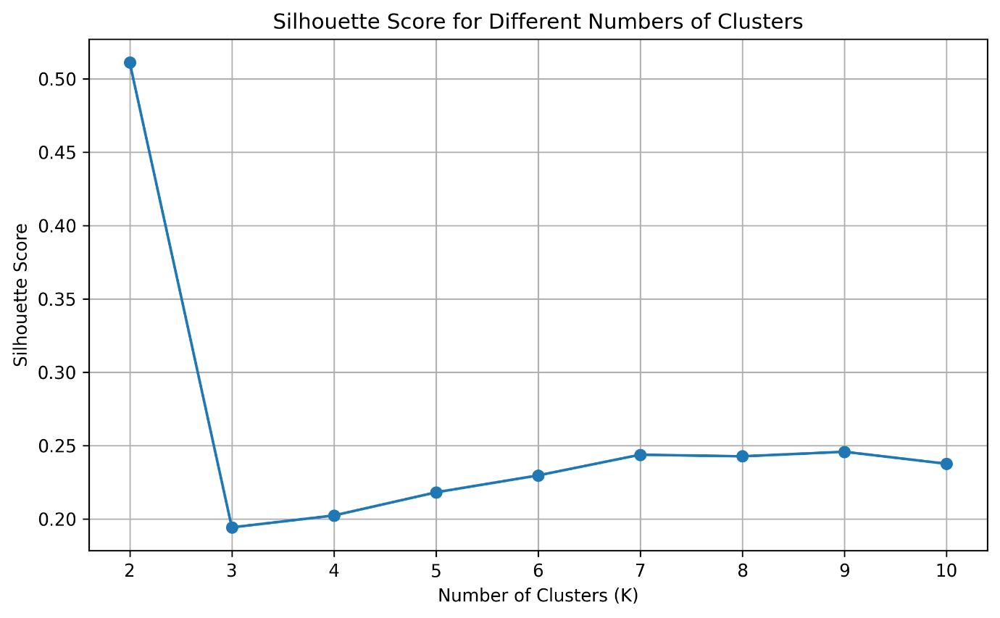 Silhouette Score for Different Numbers of Clusters
Silhouette Score
0.50
0.45
0.40
0.35
0.30
0.25
0.20
2 3 4 5 6 7 8 9 10
Number of Clusters (K)